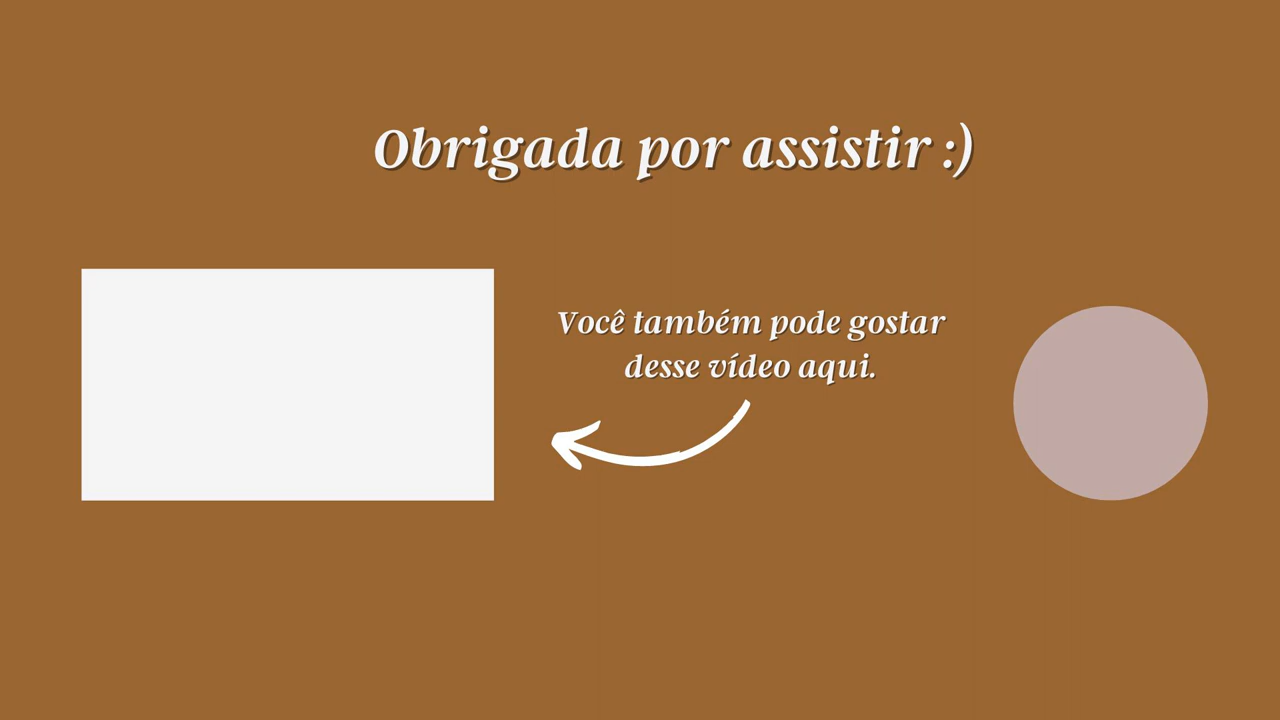 Obrigada por assistir :)
Você também pode gostar
desse vídeo aqui.